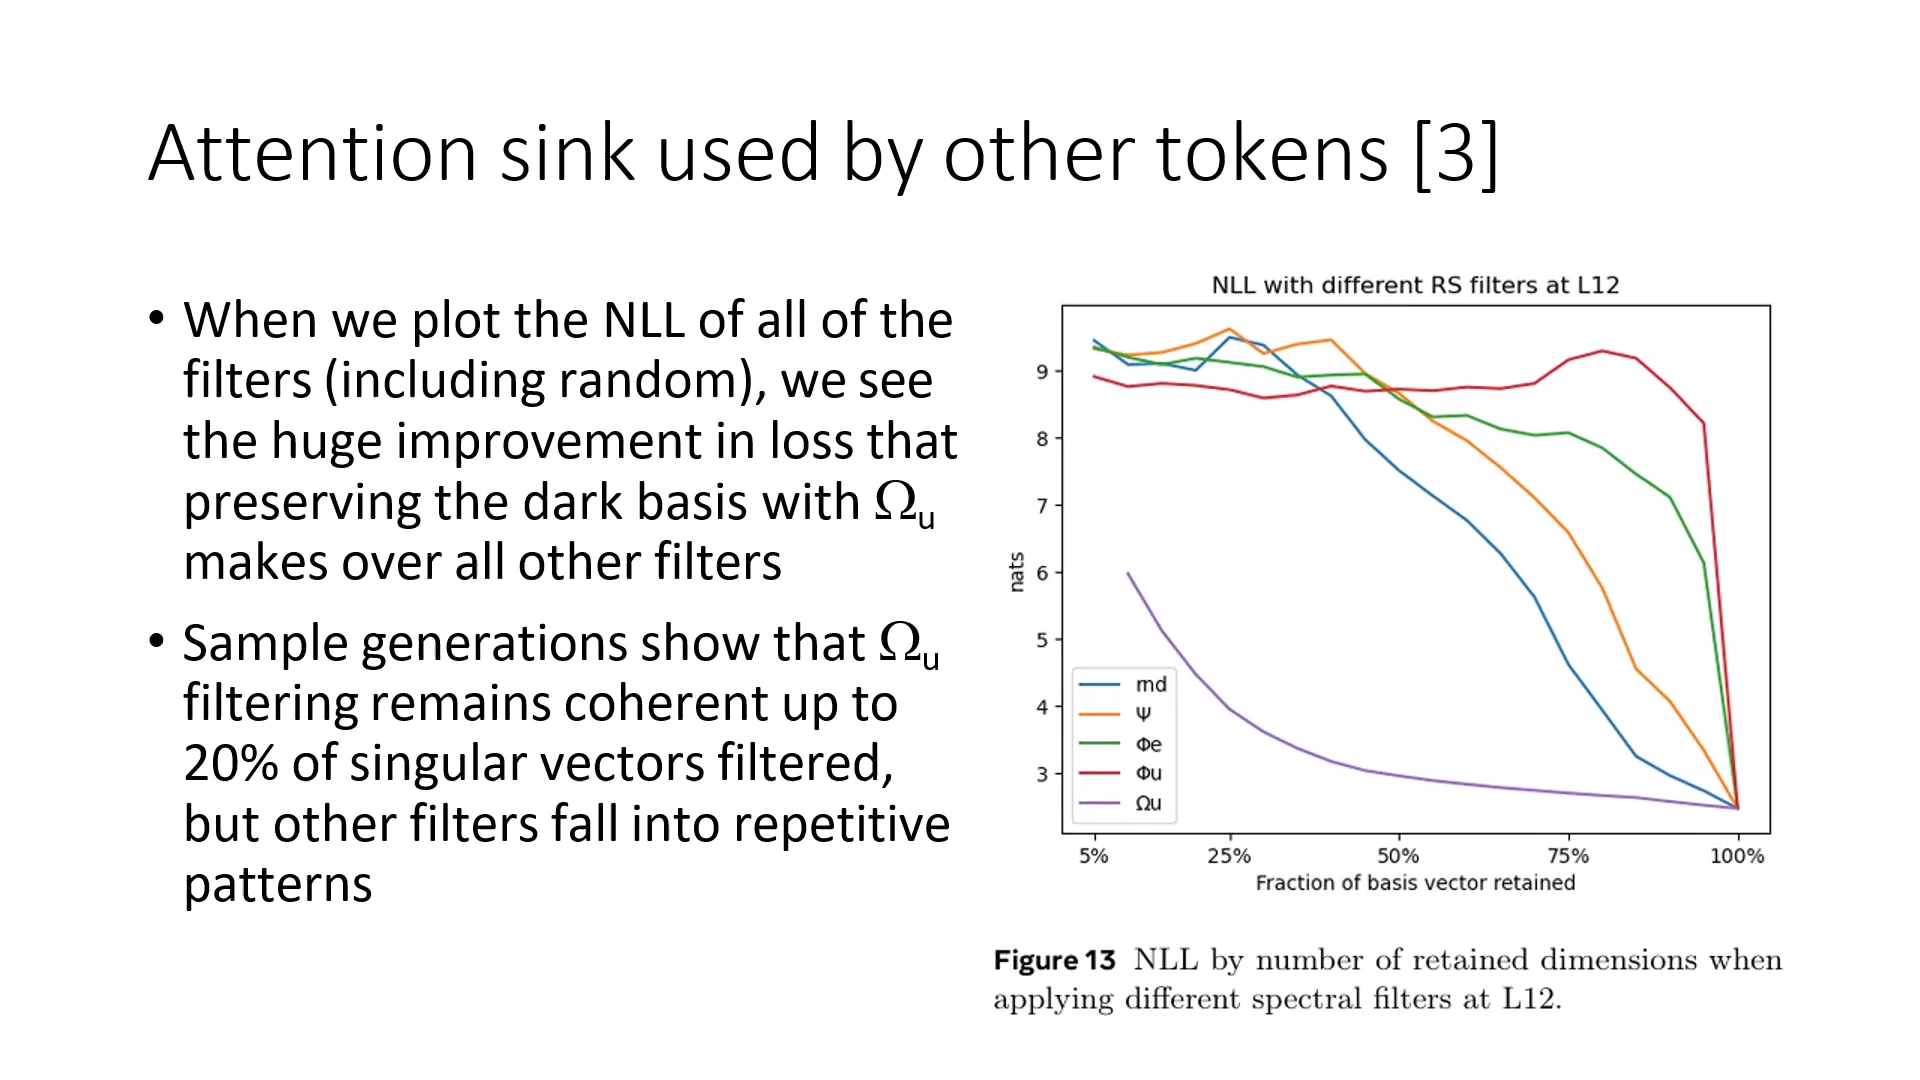 Attention sink used by other tokens [3]
• When we plot the NLL of all of the
filters (including random), we see
the huge improvement in loss that
preserving the dark basis with Ωu
makes over all other filters
• Sample generations show that Ωu
filtering remains coherent up to
20% of singular vectors filtered,
but other filters fall into repetitive
patterns
NLL with different RS filters at L12
9
8
7
6
5
4
3
nats
rnd
Ψ
Φe
Φu
Ωu
5% 25% 50% 75% 100%
Fraction of basis vector retained
Figure 13 NLL by number of retained dimensions when
applying different spectral filters at L12.